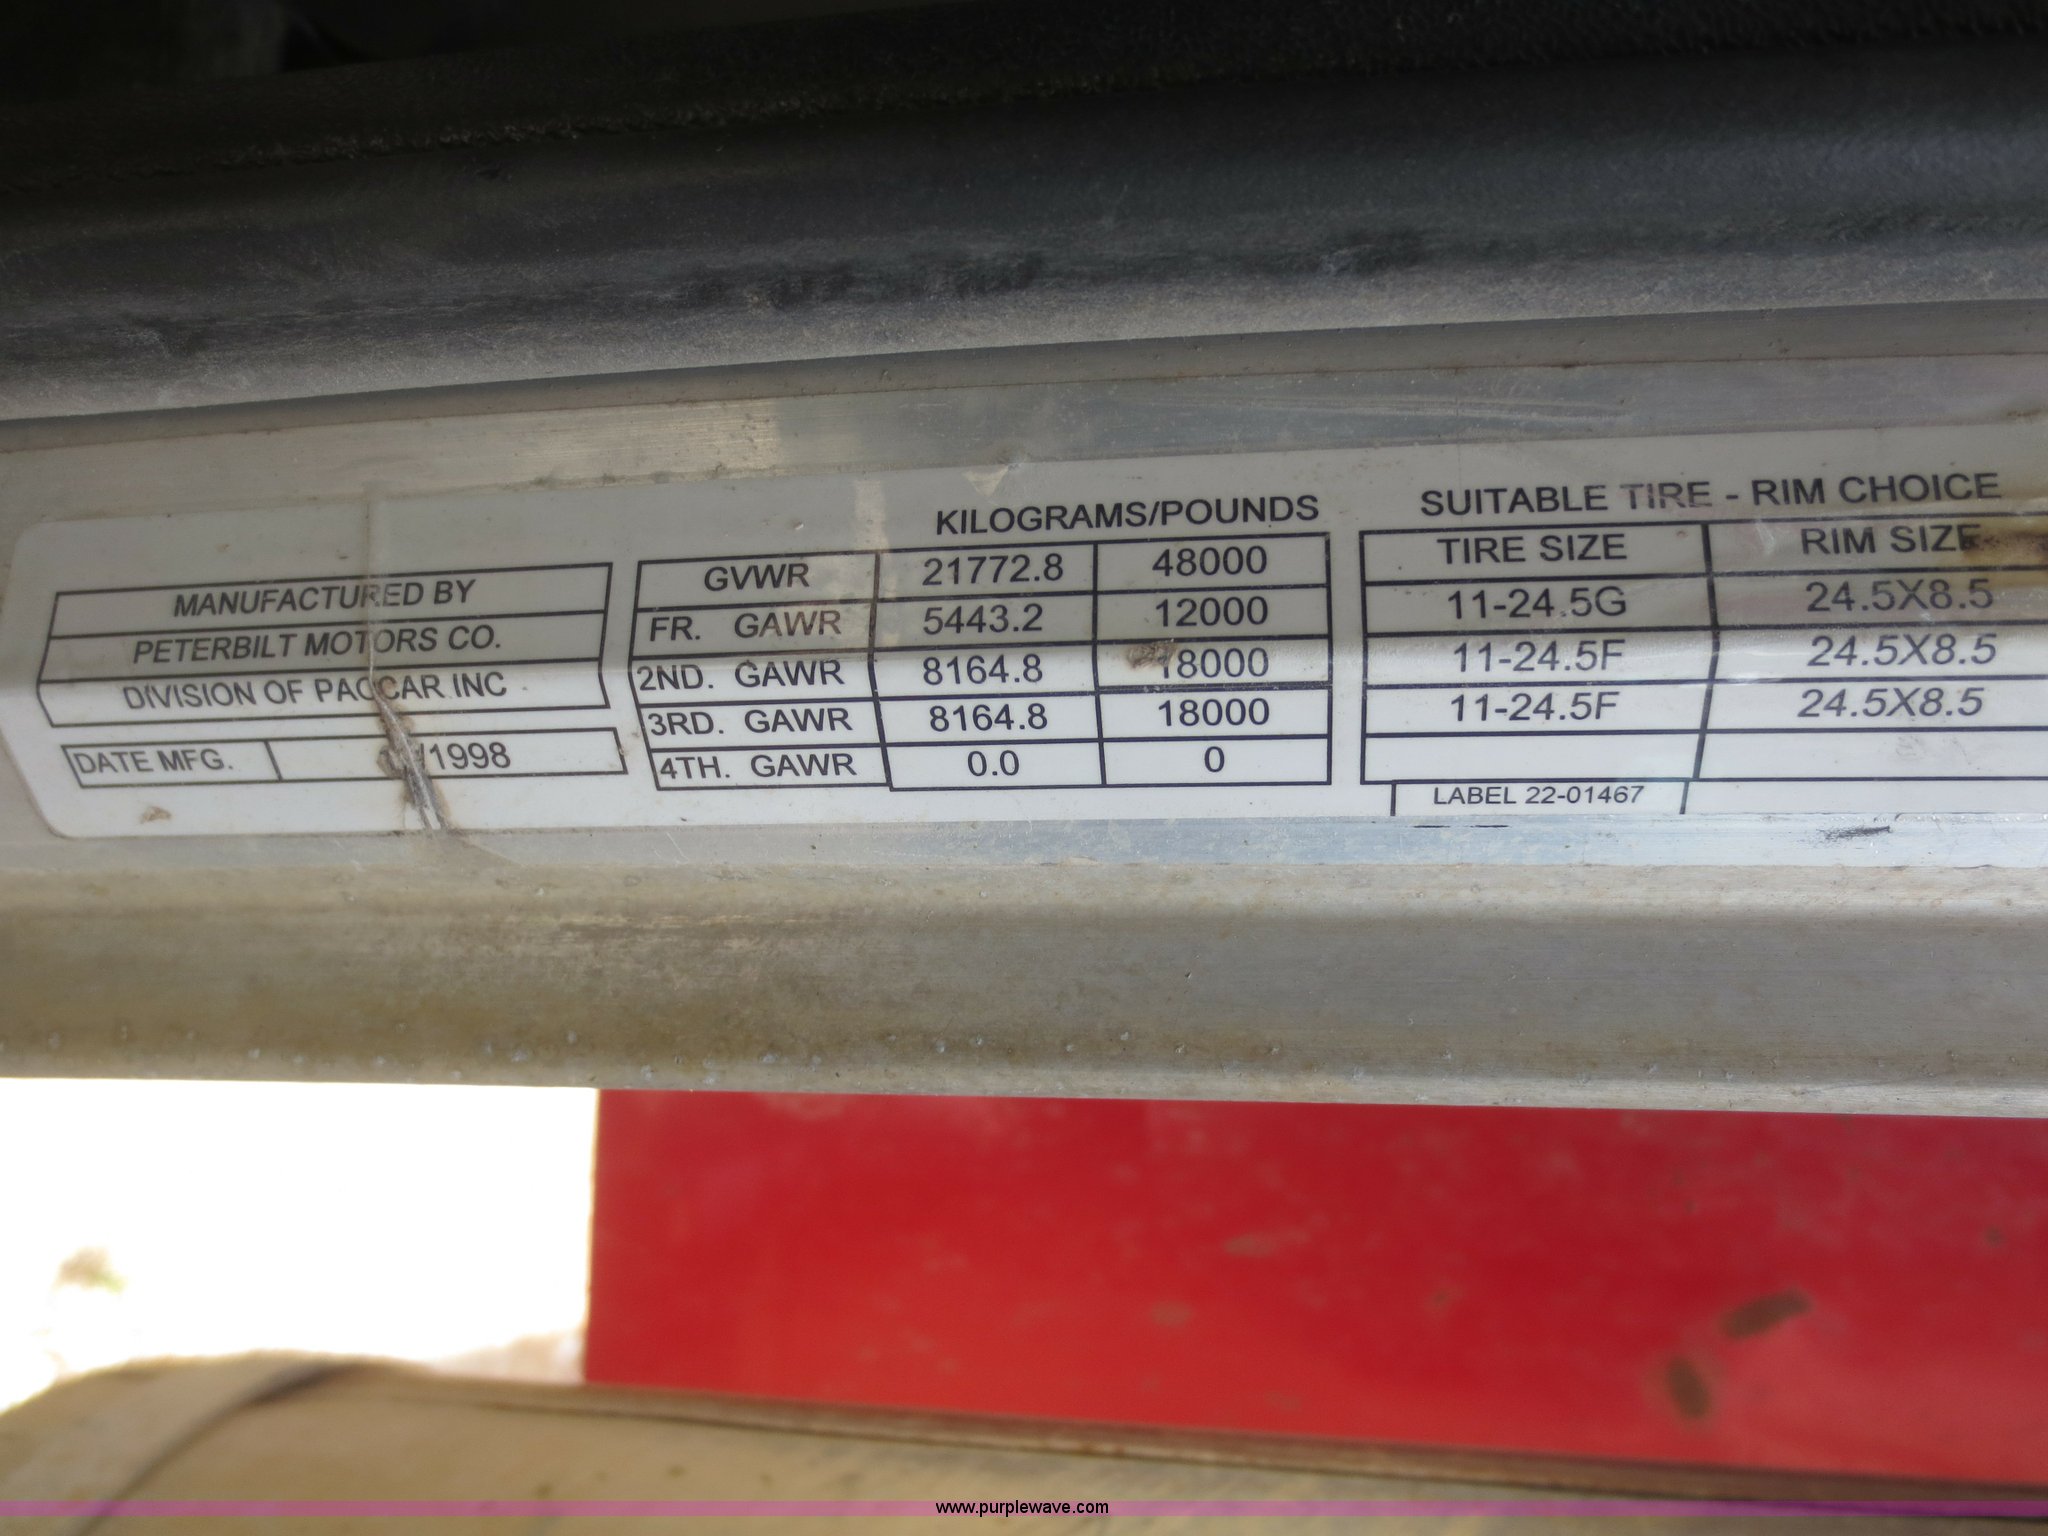 MANUFACTURED BY
PETERBILT MOTORS CO.
DIVISION OF PACCAR INC
DATE MFG. /1998
KILOGRAMS/POUNDS
GVWR 21772.8 48000
FR. GAWR 5443.2 12000
2ND. GAWR 8164.8 18000
3RD. GAWR 8164.8 18000
4TH. GAWR 0.0 0
SUITABLE TIRE - RIM CHOICE
TIRE SIZE RIM SIZE
11-24.5G 24.5X8.5
11-24.5F 24.5X8.5
11-24.5F 24.5X8.5
LABEL 22-01467
www.purplewave.com